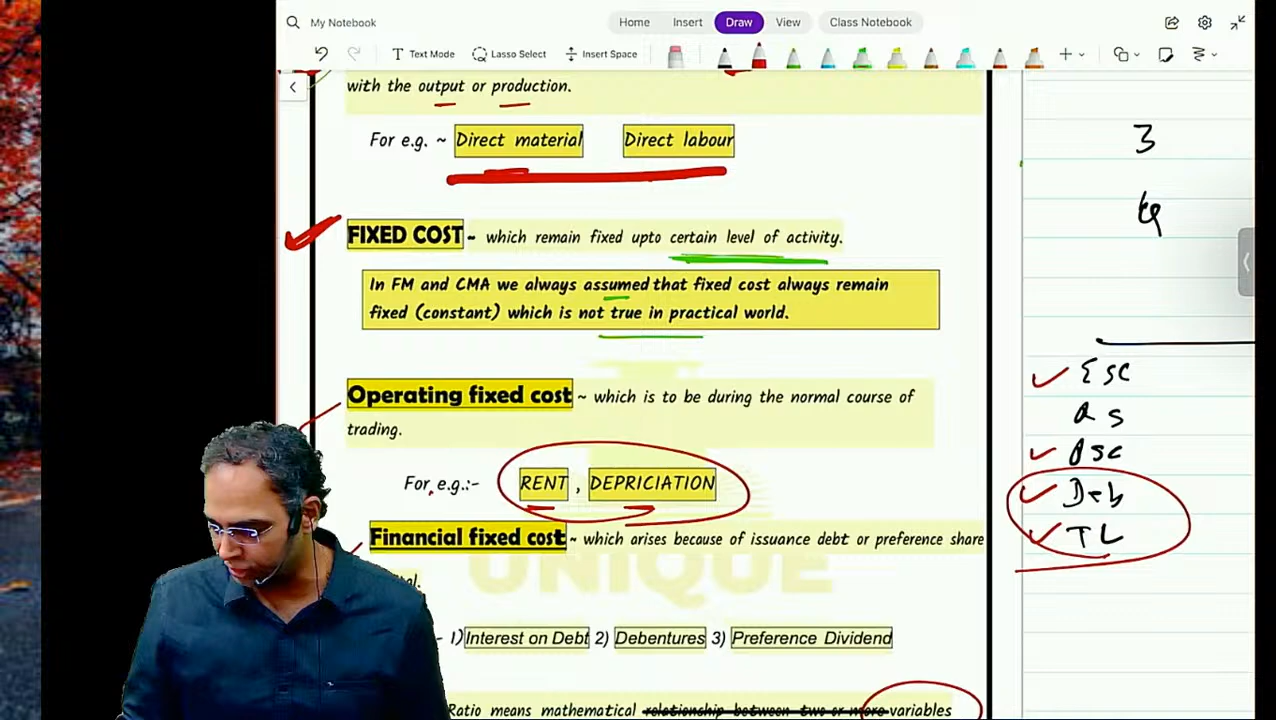 My Notebook
Home Insert Draw View Class Notebook
Text Mode Lasso Select Insert Space
with the output or production.
For e.g. ~ Direct material Direct labour
3
FIXED COST ~ which remain fixed upto certain level of activity.
In FM and CMA we always assumed that fixed cost always remain
fixed (constant) which is not true in practical world.
Operating fixed cost ~ which is to be during the normal course of
trading.
For e.g.:- RENT , DEPRICIATION
Financial fixed cost ~ which arises because of issuance debt or preference share
UNIQUE
- 1) Interest on Debt 2) Debentures 3) Preference Dividend
Ratio means mathematical relationship between two or more variables
ESC
RS
PSC
Deb
TL